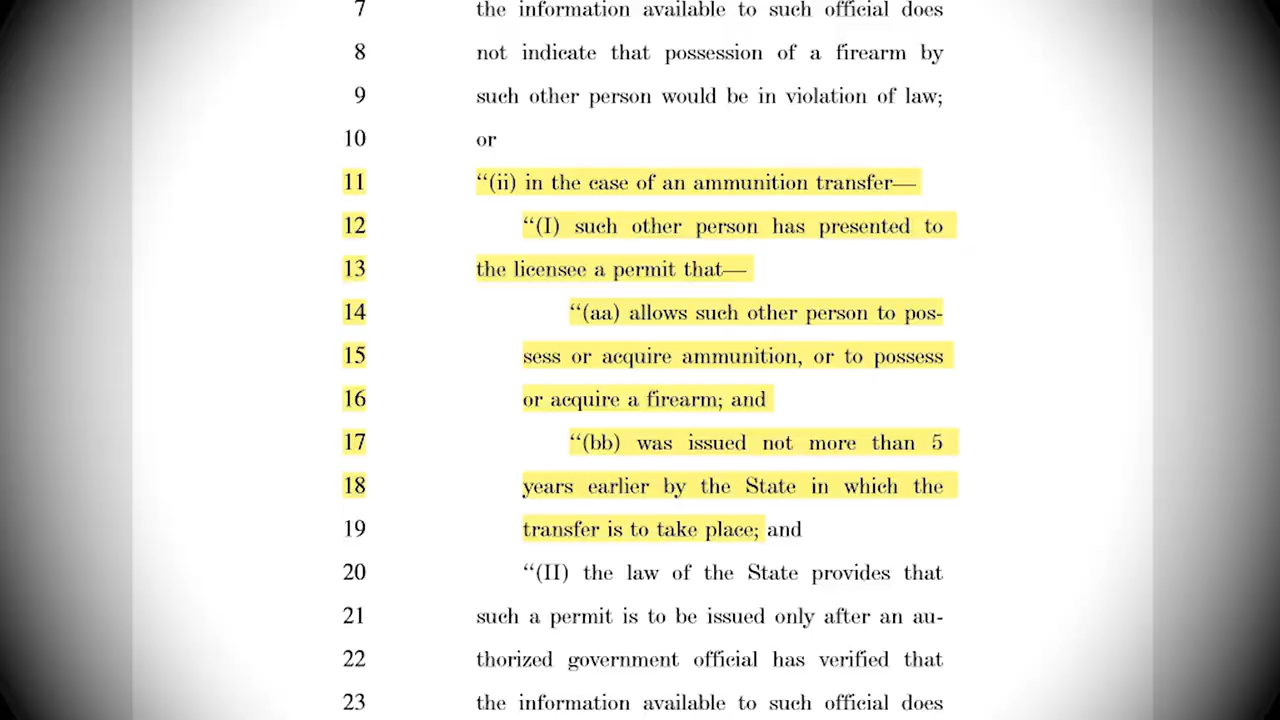 7 the information available to such official does
8 not indicate that possession of a firearm by
9 such other person would be in violation of law;
10 or
11 “(ii) in the case of an ammunition transfer—
12 “(I) such other person has presented to
13 the licensee a permit that—
14 “(aa) allows such other person to pos-
15 sess or acquire ammunition, or to possess
16 or acquire a firearm; and
17 “(bb) was issued not more than 5
18 years earlier by the State in which the
19 transfer is to take place; and
20 “(II) the law of the State provides that
21 such a permit is to be issued only after an au-
22 thorized government official has verified that
23 the information available to such official does